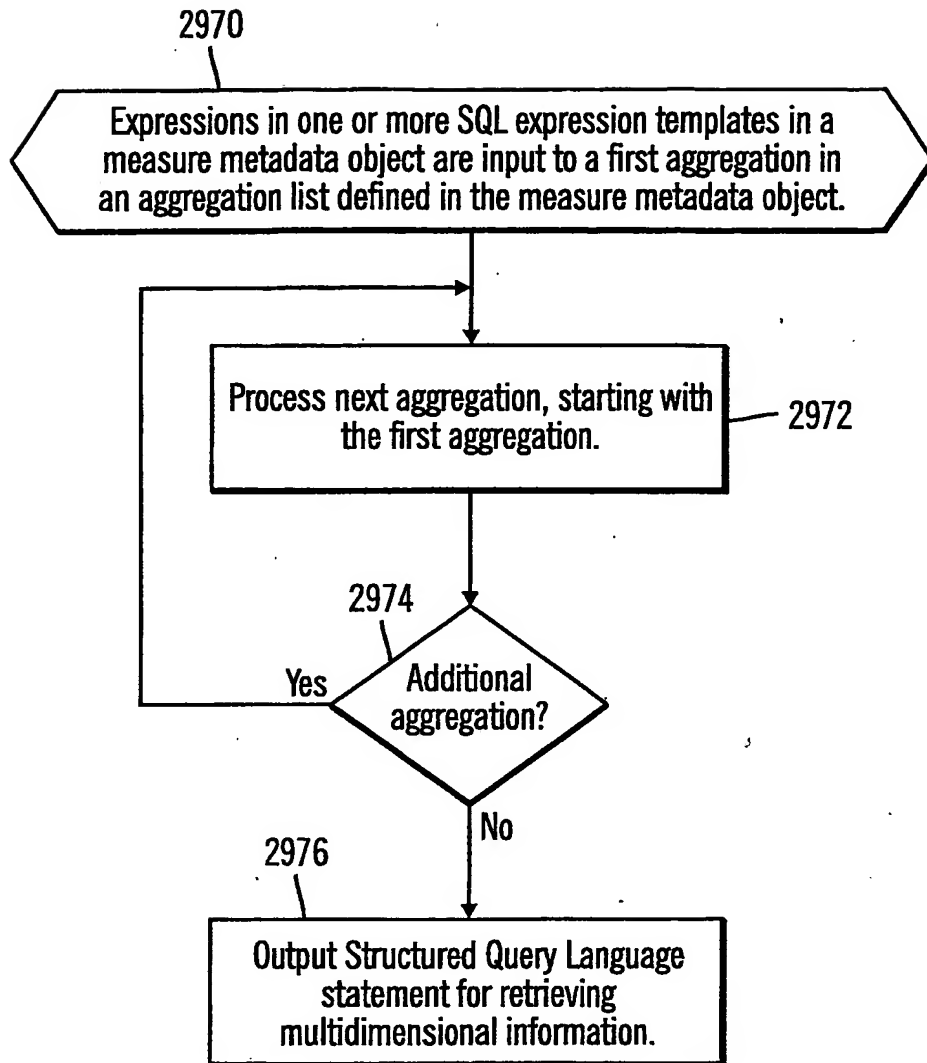 2970
Expressions in one or more SQL expression templates in a
measure metadata object are input to a first aggregation in
an aggregation list defined in the measure metadata object.
Process next aggregation, starting with
the first aggregation.
2972
2974
Yes
Additional
aggregation?
No
2976
Output Structured Query Language
statement for retrieving
multidimensional information.